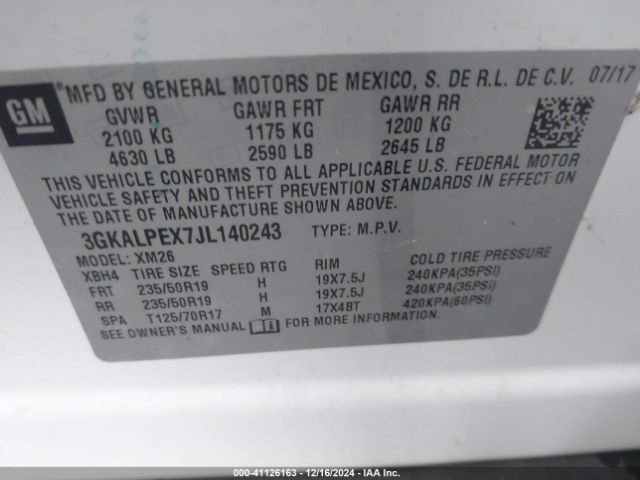 GM
MFD BY GENERAL MOTORS DE MEXICO, S. DE R.L. DE C.V. 07/17
GVWR GAWR FRT GAWR RR
2100 KG 1175 KG 1200 KG
4630 LB 2590 LB 2645 LB
THIS VEHICLE CONFORMS TO ALL APPLICABLE U.S. FEDERAL MOTOR
VEHICLE SAFETY AND THEFT PREVENTION STANDARDS IN EFFECT ON
THE DATE OF MANUFACTURE SHOWN ABOVE.
3GKALPEX7JL140243 TYPE: M.P.V.
MODEL: XM26
XBH4 TIRE SIZE SPEED RTG RIM COLD TIRE PRESSURE
FRT 235/50R19 H 19X7.5J 240KPA(35PSI)
RR 235/50R19 H 19X7.5J 240KPA(35PSI)
SPA T125/70R17 M 17X4BT 420KPA(60PSI)
SEE OWNER'S MANUAL FOR MORE INFORMATION.
000-41126163 - 12/16/2024 - IAA Inc.